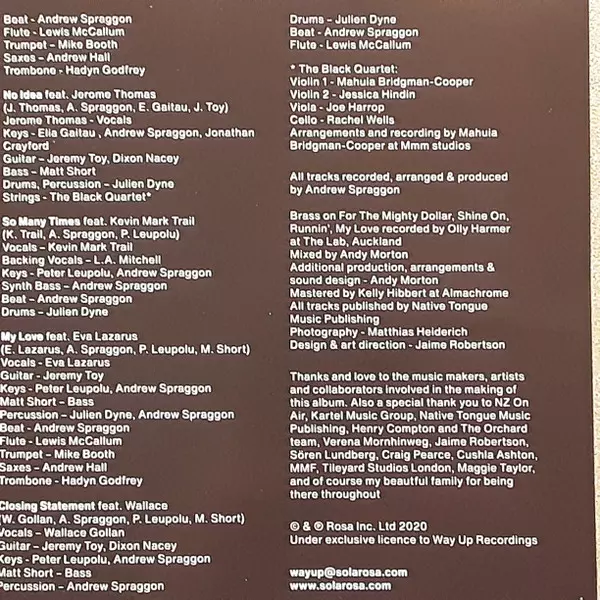 Beat - Andrew Spraggon
Flute - Lewis McCallum
Trumpet – Mike Booth
Saxes – Andrew Hall
Trombone - Hadyn Godfrey
No Idea feat. Jerome Thomas
(J. Thomas, A. Spraggon, E. Gaitau, J. Toy)
Jerome Thomas - Vocals
Keys - Elia Gaitau , Andrew Spraggon, Jonathan
Crayford
Guitar – Jeremy Toy, Dixon Nacey
Bass – Matt Short
Drums, Percussion – Julien Dyne
Strings - The Black Quartet*
So Many Times feat. Kevin Mark Trail
(K. Trail, A. Spraggon, P. Leupolu)
Vocals – Kevin Mark Trail
Backing Vocals – L.A. Mitchell
Keys - Peter Leupolu, Andrew Spraggon
Synth Bass – Andrew Spraggon
Beat – Andrew Spraggon
Drums – Julien Dyne
My Love feat. Eva Lazarus
(E. Lazarus, A. Spraggon, P. Leupolu, M. Short)
Vocals - Eva Lazarus
Guitar - Jeremy Toy
Keys - Peter Leupolu, Andrew Spraggon
Matt Short – Bass
Percussion – Julien Dyne, Andrew Spraggon
Beat – Andrew Spraggon
Flute - Lewis McCallum
Trumpet – Mike Booth
Saxes – Andrew Hall
Trombone - Hadyn Godfrey
Closing Statement feat. Wallace
(W. Gollan, A. Spraggon, P. Leupolu, M. Short)
Vocals – Wallace Gollan
Guitar – Jeremy Toy, Dixon Nacey
Keys - Peter Leupolu, Andrew Spraggon
Matt Short – Bass
Percussion – Andrew Spraggon
Drums – Julien Dyne
Beat – Andrew Spraggon
Flute - Lewis McCallum
* The Black Quartet:
Violin 1 - Mahuia Bridgman-Cooper
Violin 2 - Jessica Hindin
Viola - Joe Harrop
Cello - Rachel Wells
Arrangements and recording by Mahuia
Bridgman-Cooper at Mmm studios
All tracks recorded, arranged & produced
by Andrew Spraggon
Brass on For The Mighty Dollar, Shine On,
Runnin', My Love recorded by Olly Harmer
at The Lab, Auckland
Mixed by Andy Morton
Additional production, arrangements &
sound design - Andy Morton
Mastered by Kelly Hibbert at Almachrome
All tracks published by Native Tongue
Music Publishing
Photography - Matthias Heiderich
Design & art direction - Jaime Robertson
Thanks and love to the music makers, artists
and collaborators involved in the making of
this album. Also a special thank you to NZ On
Air, Kartel Music Group, Native Tongue Music
Publishing, Henry Compton and The Orchard
team, Verena Mornhinweg, Jaime Robertson,
Sören Lundberg, Craig Pearce, Cushla Ashton,
MMF, Tileyard Studios London, Maggie Taylor,
and of course my beautful family for being
there throughout
© & ℗ Rosa Inc. Ltd 2020
Under exclusive licence to Way Up Recordings
wayup@solarosa.com
www.solarosa.com